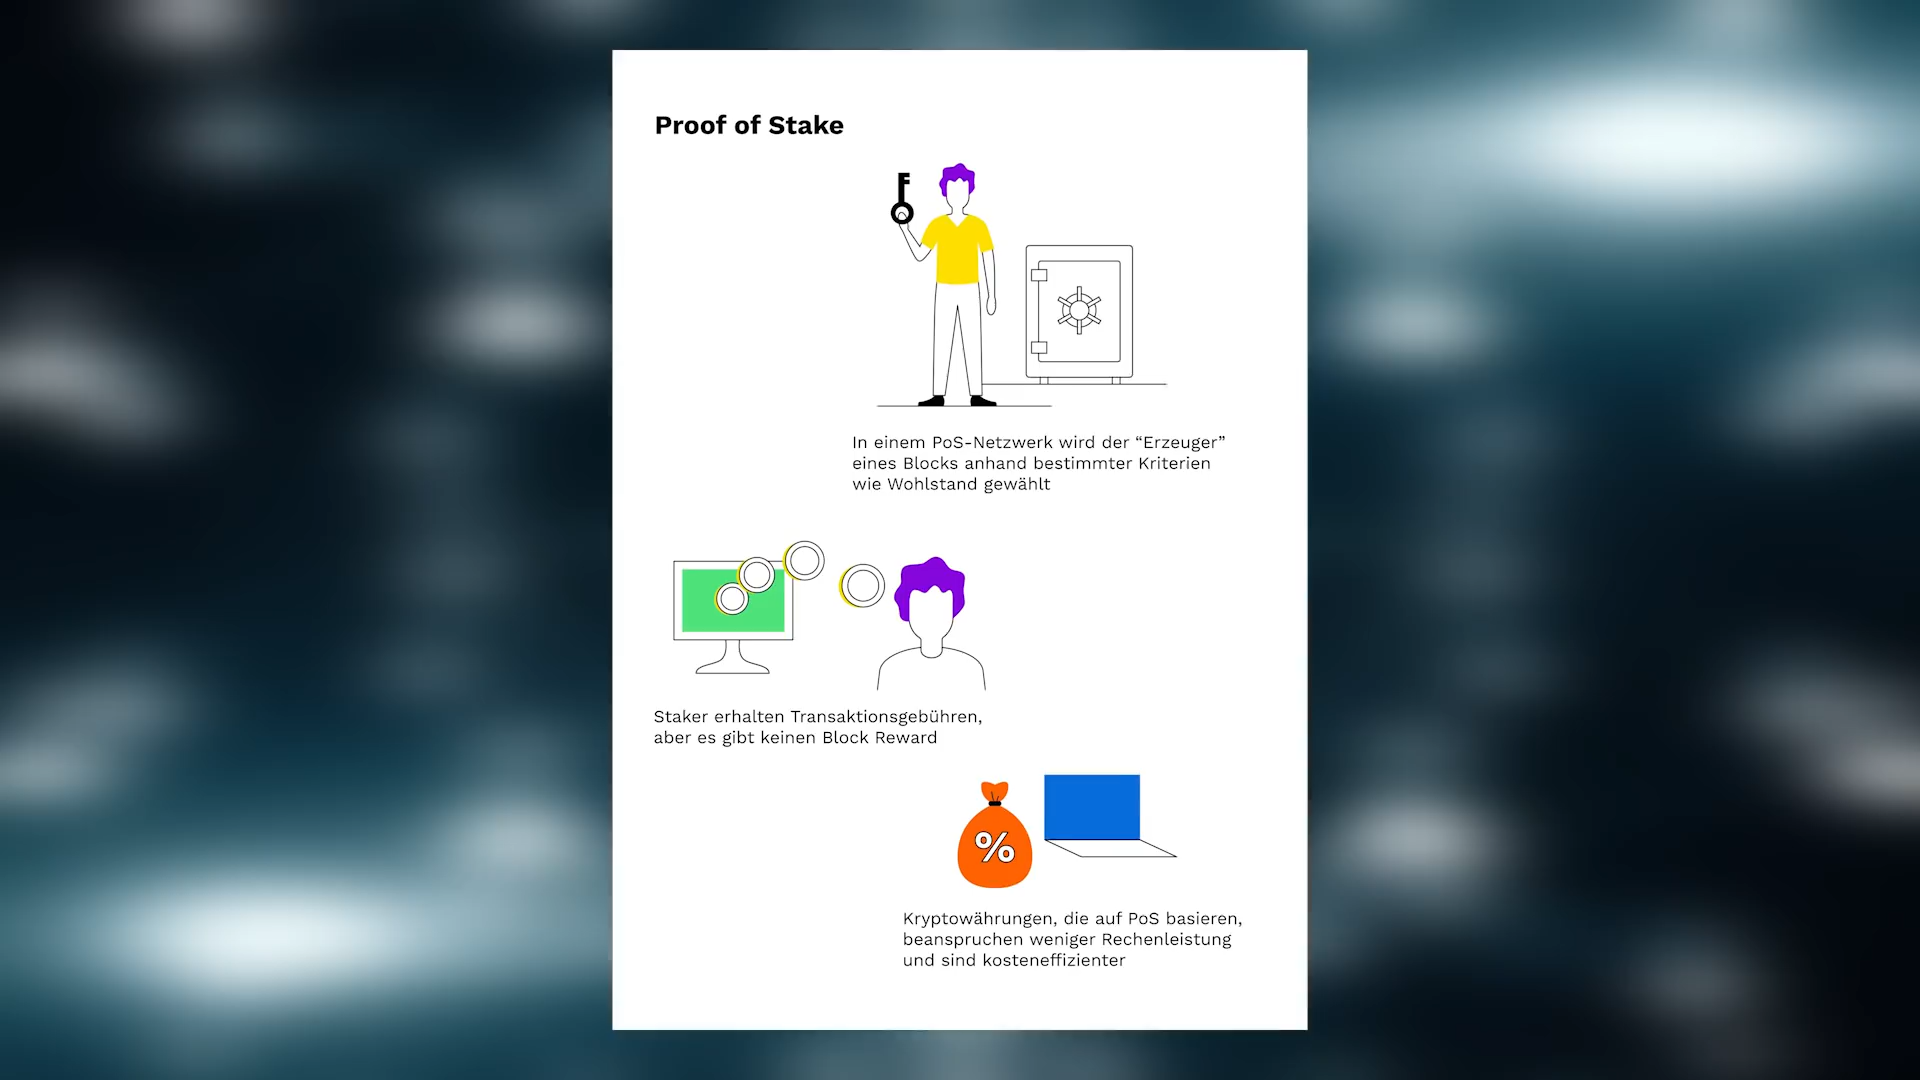 Proof of Stake
In einem PoS-Netzwerk wird der “Erzeuger”
eines Blocks anhand bestimmter Kriterien
wie Wohlstand gewählt
Staker erhalten Transaktionsgebühren,
aber es gibt keinen Block Reward
%
Kryptowährungen, die auf PoS basieren,
beanspruchen weniger Rechenleistung
und sind kosteneffizienter